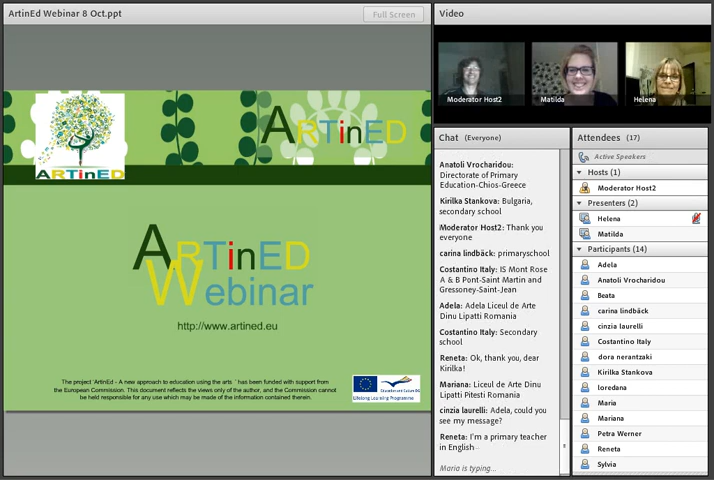 ArtinEd Webinar 8 Oct.ppt
Full Screen
ARTinED
ARTinED
ARTinED
Webinar
http://www.artined.eu
The project 'ArtinEd - A new approach to education using the arts ' has been funded with support from
the European Commission. This document reflects the views only of the author, and the Commission cannot
be held responsible for any use which may be made of the information contained therein.
Lifelong Learning Programme
Video
Moderator Host2
Matilda
Helena
Chat (Everyone)
Anatoli Vrocharidou:
Directorate of Primary
Education-Chios-Greece
Kirilka Stankova: Bulgaria,
secondary school
Moderator Host2: Thank you
everyone
carina lindbäck: primaryschool
Costantino Italy: IS Mont Rose
A & B Pont-Saint Martin and
Gressoney-Saint-Jean
Adela: Adela Liceul de Arte
Dinu Lipatti Romania
Costantino Italy: Secondary
school
Reneta: Ok, thank you, dear
Kirilka!
Mariana: Liceul de Arte Dinu
Lipatti Pitesti Romania
cinzia laurelli: Adela, could you
see my message?
Reneta: I'm a primary teacher
in English
Maria is typing...
Attendees (17)
Active Speakers
Hosts (1)
Moderator Host2
Presenters (2)
Helena
Matilda
Participants (14)
Adela
Anatoli Vrocharidou
Beata
carina lindbäck
cinzia laurelli
Costantino Italy
dora nerantzaki
Kirilka Stankova
loredana
Maria
Mariana
Petra Werner
Reneta
Sylvia